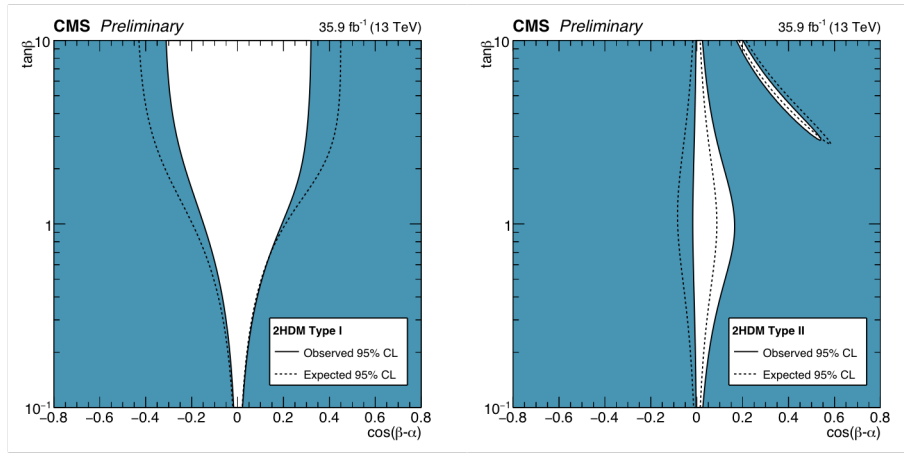 CMS Preliminary 35.9 fb⁻¹ (13 TeV)
tanβ
10
1
10⁻¹
2HDM Type I
Observed 95% CL
Expected 95% CL
−0.8 −0.6 −0.4 −0.2 0 0.2 0.4 0.6 0.8
cos(β-α)
CMS Preliminary 35.9 fb⁻¹ (13 TeV)
tanβ
10
1
10⁻¹
2HDM Type II
Observed 95% CL
Expected 95% CL
−0.8 −0.6 −0.4 −0.2 0 0.2 0.4 0.6 0.8
cos(β-α)